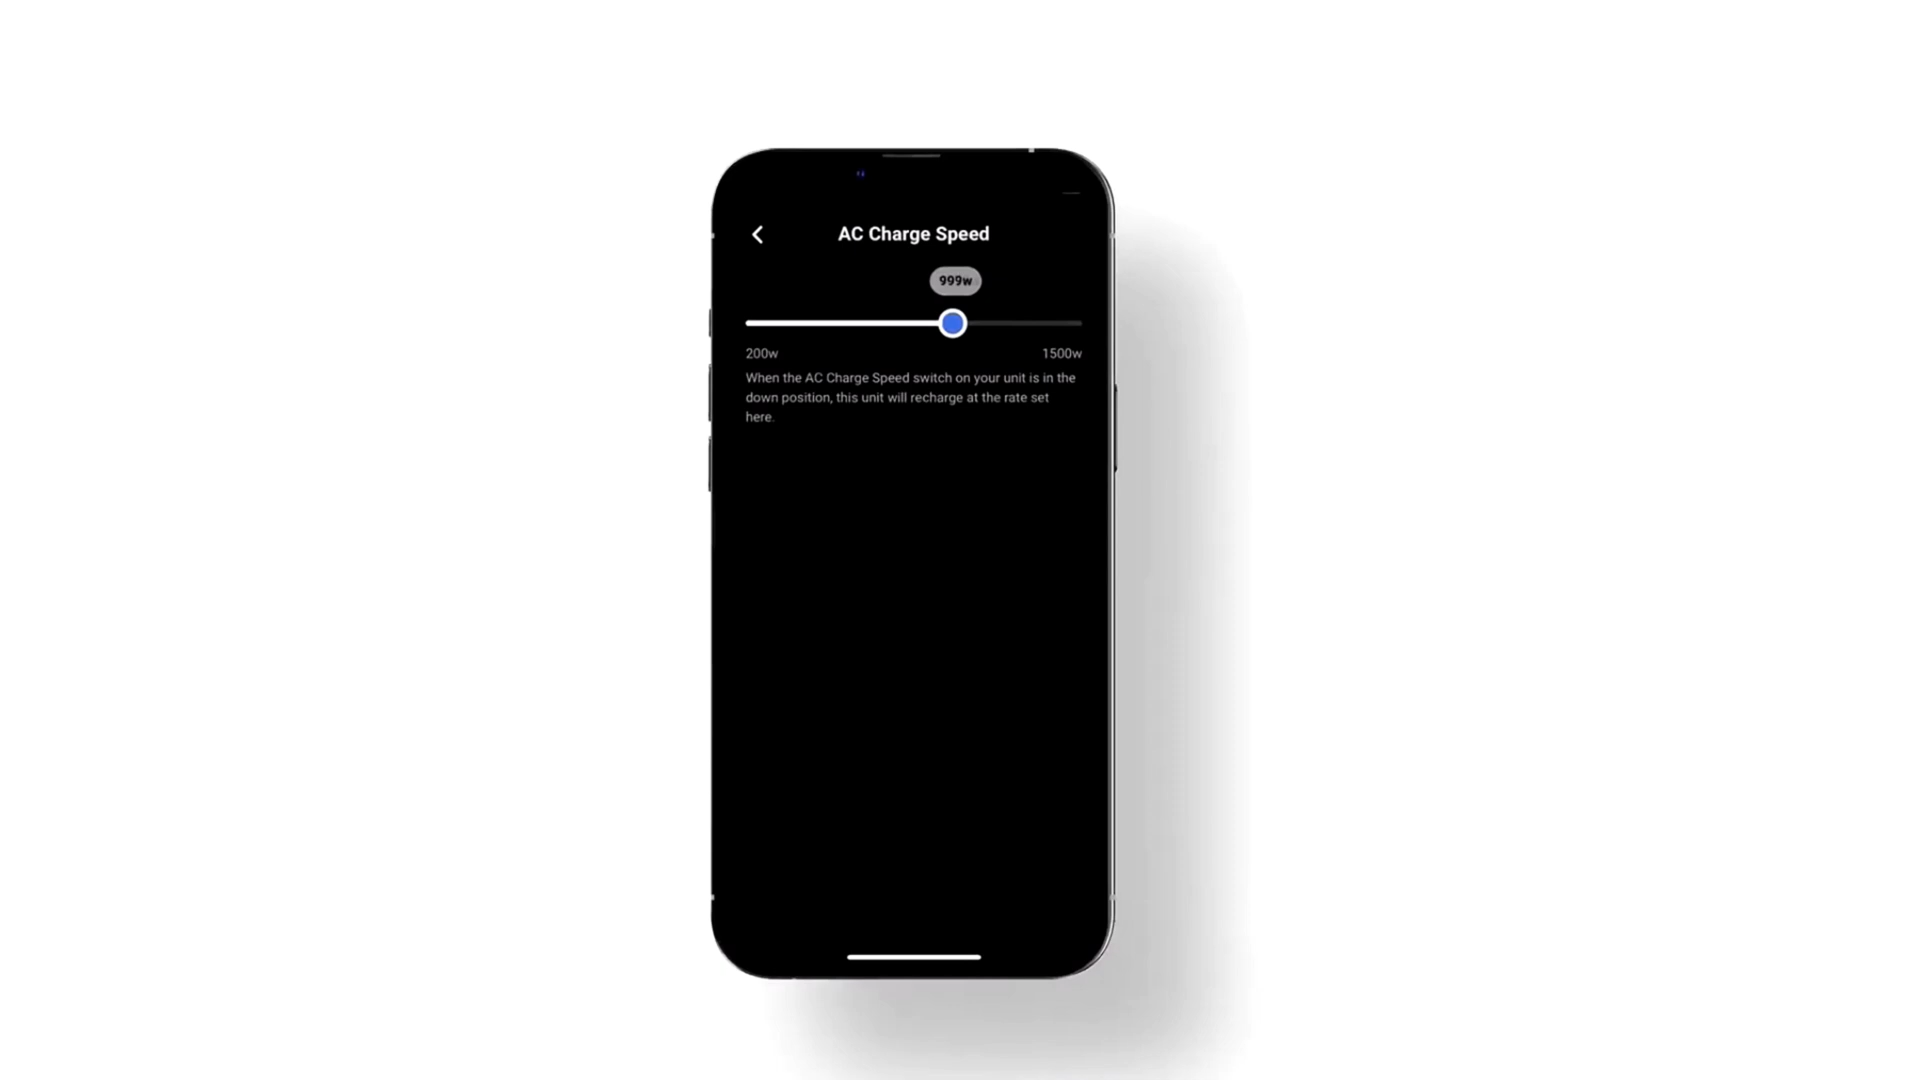 AC Charge Speed
999w
200w 1500w
When the AC Charge Speed switch on your unit is in the
down position, this unit will recharge at the rate set
here.